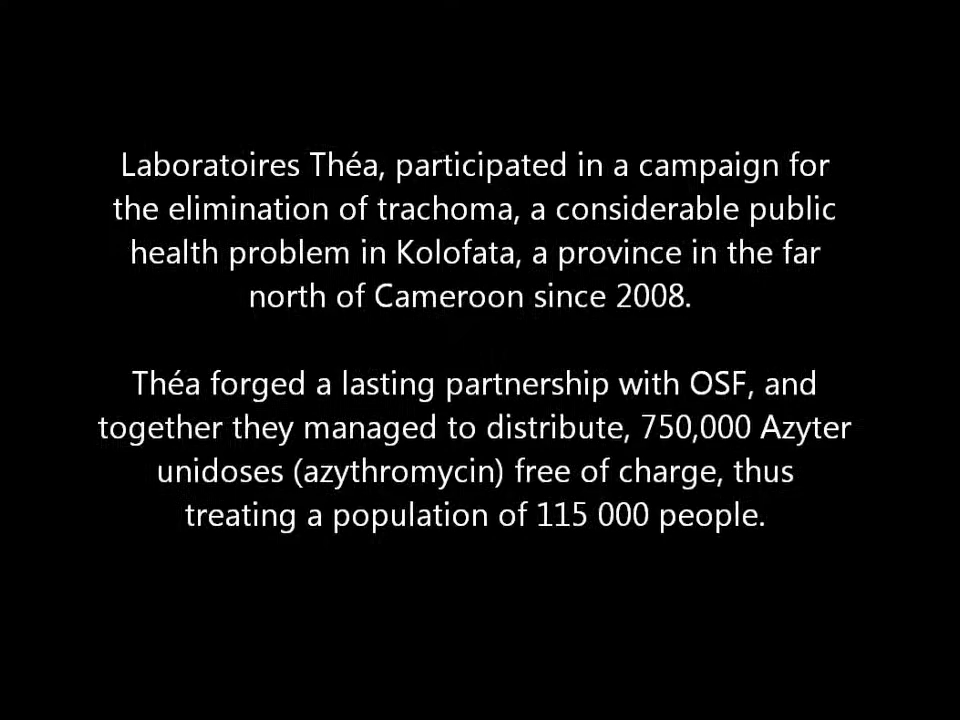 Laboratoires Théa, participated in a campaign for
the elimination of trachoma, a considerable public
health problem in Kolofata, a province in the far
north of Cameroon since 2008.
Théa forged a lasting partnership with OSF, and
together they managed to distribute, 750,000 Azyter
unidoses (azythromycin) free of charge, thus
treating a population of 115 000 people.